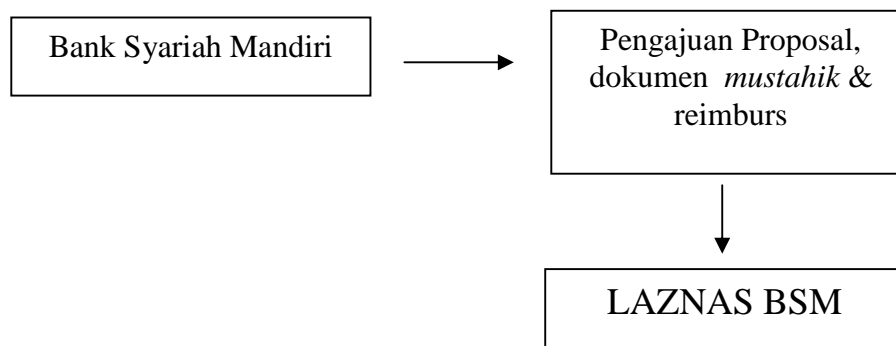 Bank Syariah Mandiri
Pengajuan Proposal,
dokumen mustahik &
reimburs
LAZNAS BSM